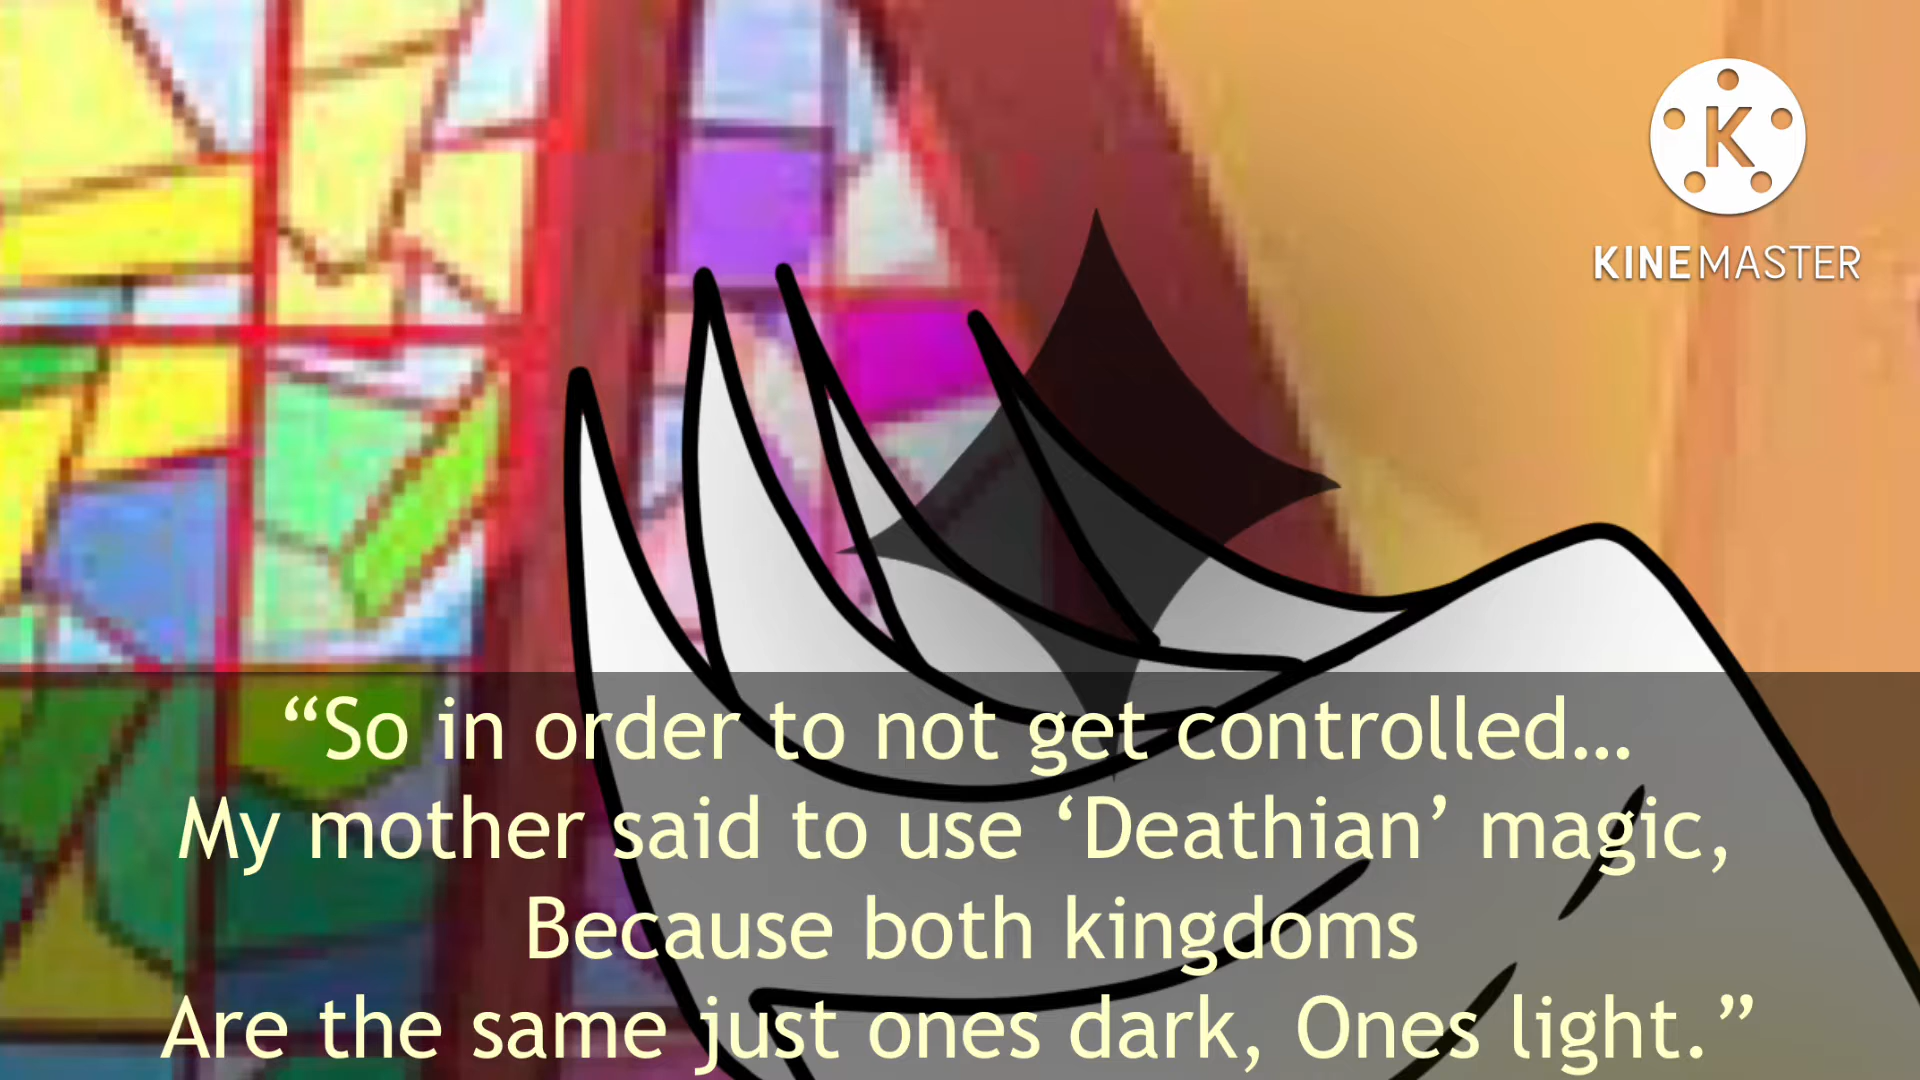 K
KINEMASTER
“So in order to not get controlled…
My mother said to use ‘Deathian’ magic,
Because both kingdoms
Are the same just ones dark, Ones light.”